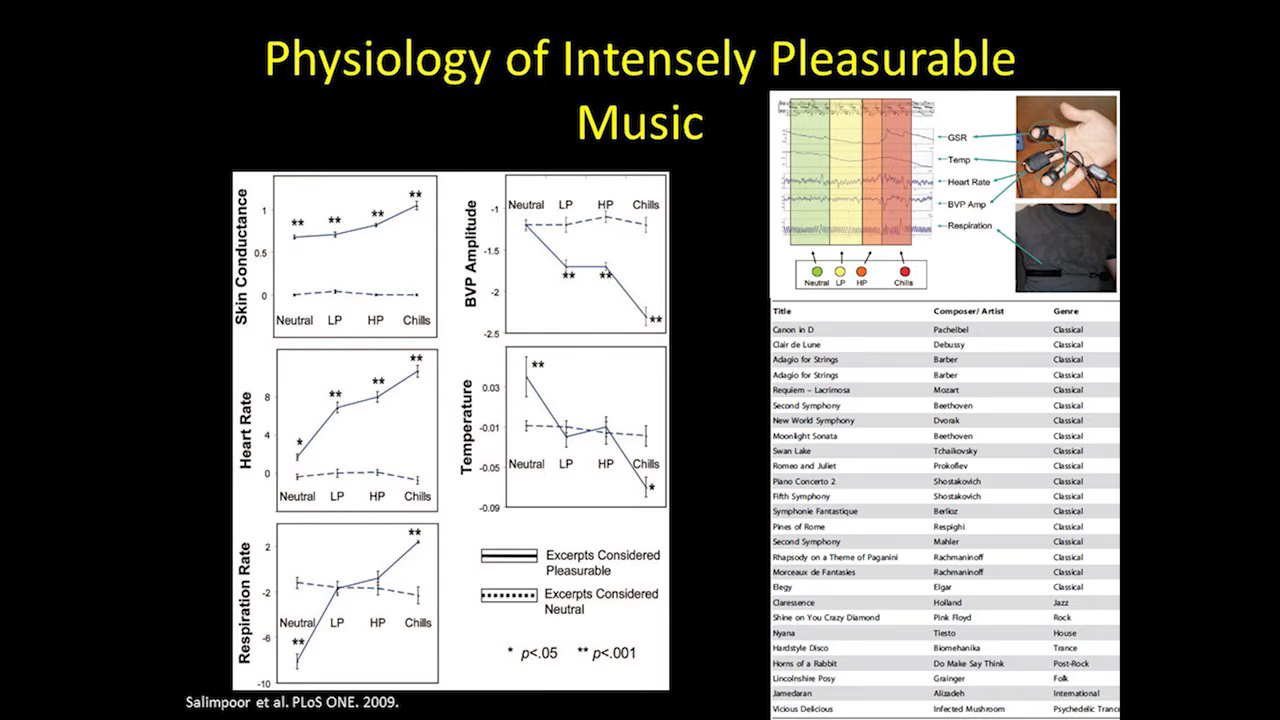 Physiology of Intensely Pleasurable
Music
Skin Conductance
1
0.5
0
** ** ** **
Neutral LP HP Chills
BVP Amplitude
-1
-1.5
-2
-2.5
Neutral LP HP Chills
** ** **
Heart Rate
8
4
0
* ** ** **
Neutral LP HP Chills
Temperature
0.03
-0.01
-0.05
-0.09
**
Neutral LP HP Chills
*
Respiration Rate
2
-2
-6
-10
**
Neutral LP HP Chills
**
Excerpts Considered
Pleasurable
Excerpts Considered
Neutral
* p<.05 ** p<.001
Salimpoor et al. PLoS ONE. 2009.
GSR
Temp
Heart Rate
BVP Amp
Respiration
Neutral LP HP Chills
Title Composer/ Artist Genre
Canon in D Pachelbel Classical
Clair de Lune Debussy Classical
Adagio for Strings Barber Classical
Adagio for Strings Barber Classical
Requiem – Lacrimosa Mozart Classical
Second Symphony Beethoven Classical
New World Symphony Dvorak Classical
Moonlight Sonata Beethoven Classical
Swan Lake Tchaikovsky Classical
Romeo and Juliet Prokofiev Classical
Piano Concerto 2 Shostakovich Classical
Fifth Symphony Shostakovich Classical
Symphonie Fantastique Berlioz Classical
Pines of Rome Respighi Classical
Second Symphony Mahler Classical
Rhapsody on a Theme of Paganini Rachmaninoff Classical
Morceaux de Fantasies Rachmaninoff Classical
Elegy Elgar Classical
Claressence Holland Jazz
Shine on You Crazy Diamond Pink Floyd Rock
Nyana Tiesto House
Hardstyle Disco Biomehanika Trance
Horns of a Rabbit Do Make Say Think Post-Rock
Lincolnshire Posy Grainger Folk
Jamedaran Alizadeh International
Vicious Delicious Infected Mushroom Psychedelic Trance